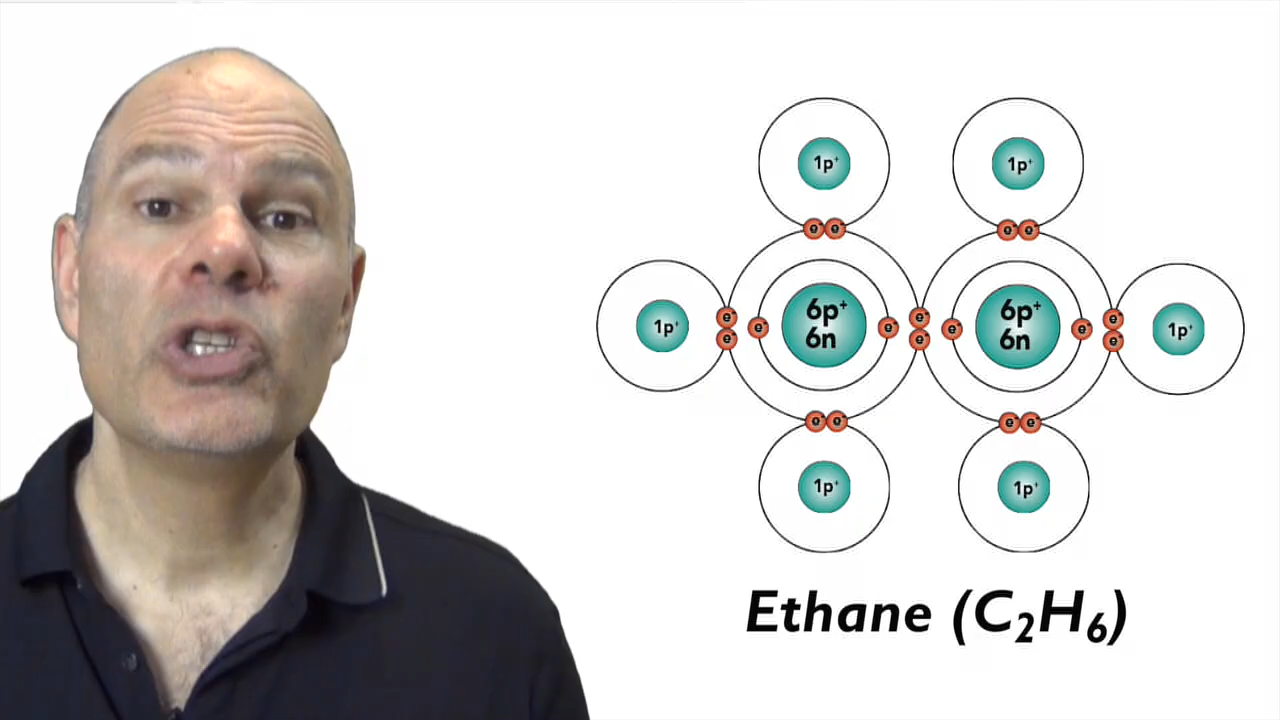 1p⁺ 1p⁺
e⁻ e⁻ e⁻ e⁻
1p⁺ e⁻ e⁻ e⁻ 6p⁺ 6n e⁻ e⁻ e⁻ e⁻ 6p⁺ 6n e⁻ e⁻ e⁻ 1p⁺
e⁻ e⁻ e⁻ e⁻
1p⁺ 1p⁺
Ethane (C₂H₆)